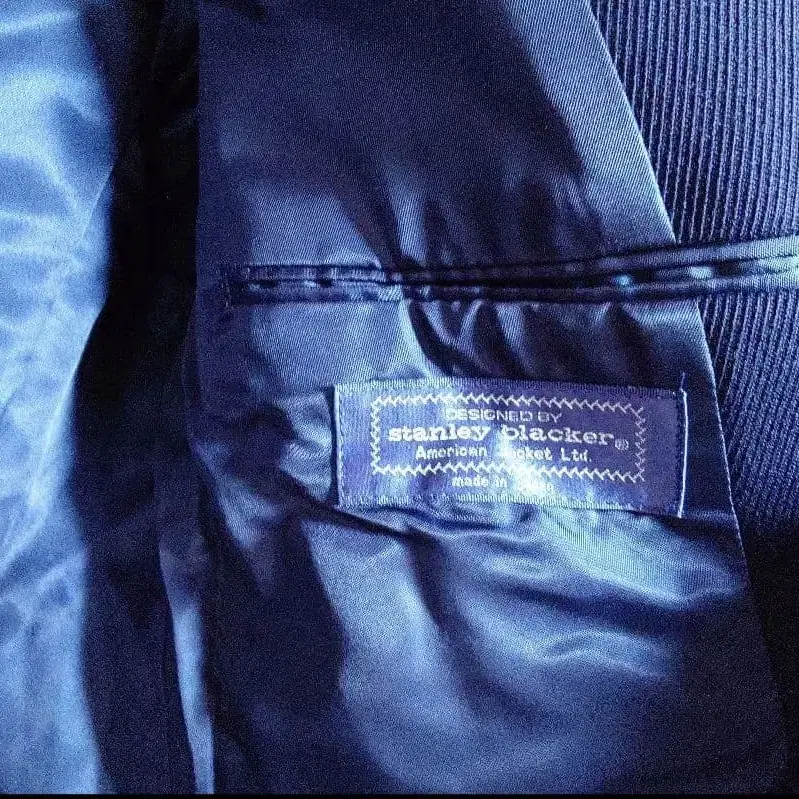 DESIGNED BY
stanley blacker®
American Jacket Ltd.
made in